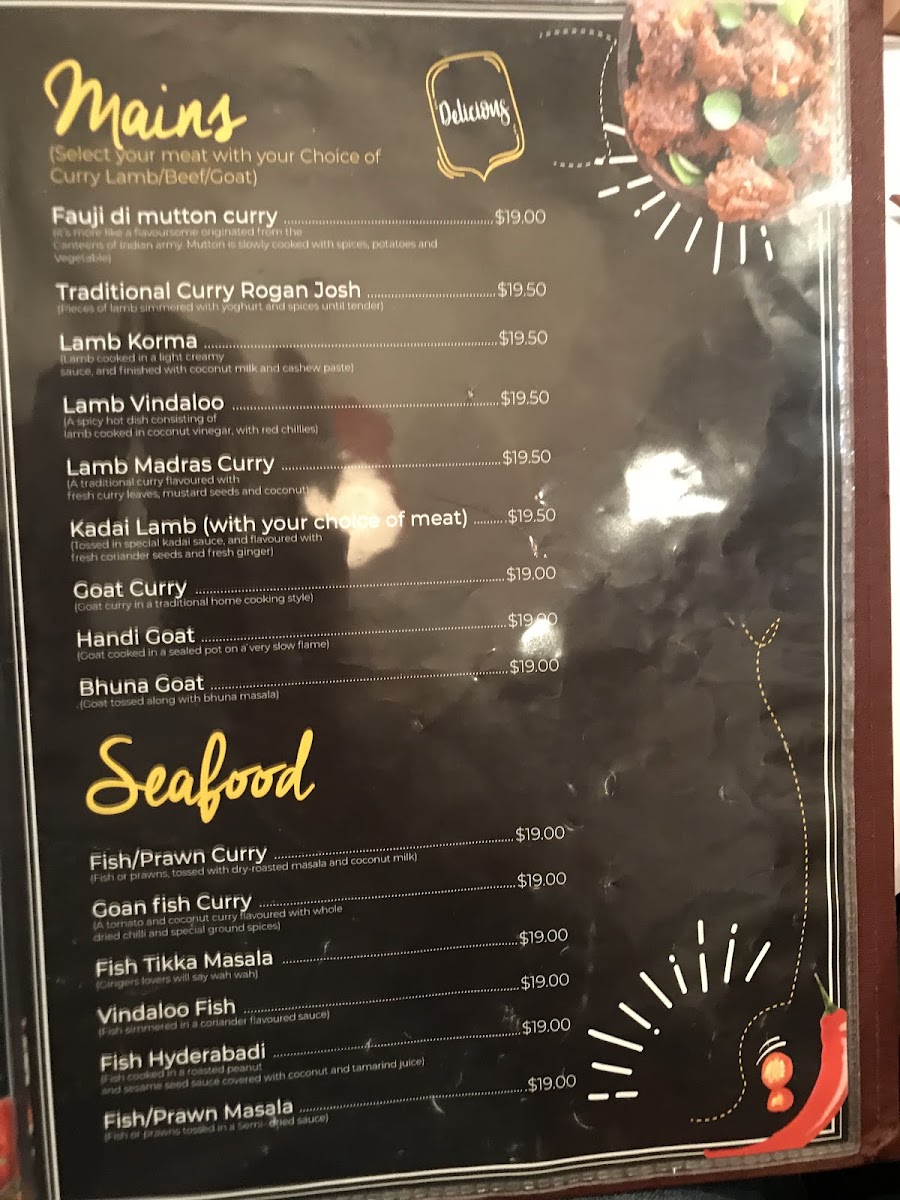 Mains
Delicious
(Select your meat with your Choice of
Curry Lamb/Beef/Goat)
Fauji di mutton curry ........ $19.00
(It's more like a flavoursome originated from the
Canteens of Indian army. Mutton is slowly cooked with spices, potatoes and
Vegetable)
Traditional Curry Rogan Josh ........ $19.50
(Pieces of lamb simmered with yoghurt and spices until tender)
Lamb Korma ........ $19.50
(Lamb cooked in a light creamy
sauce, and finished with coconut milk and cashew paste)
Lamb Vindaloo ........ $19.50
(A spicy hot dish consisting of
lamb cooked in coconut vinegar, with red chillies)
Lamb Madras Curry ........ $19.50
(A traditional curry flavoured with
fresh curry leaves, mustard seeds and coconut)
Kadai Lamb (with your choice of meat) ........ $19.50
(Tossed in special kadai sauce, and flavoured with
fresh coriander seeds and fresh ginger)
Goat Curry ........ $19.00
(Goat curry in a traditional home cooking style)
Handi Goat ........ $19.00
(Goat cooked in a sealed pot on a very slow flame)
Bhuna Goat ........ $19.00
(Goat tossed along with bhuna masala)
Seafood
Fish/Prawn Curry ........ $19.00
(Fish or prawns, tossed with dry-roasted masala and coconut milk)
Goan fish Curry ........ $19.00
(A tomato and coconut curry flavoured with whole
dried chilli and special ground spices)
Fish Tikka Masala ........ $19.00
(Gingers lovers will say wah wah)
Vindaloo Fish ........ $19.00
(Fish simmered in a coriander flavoured sauce)
Fish Hyderabadi ........ $19.00
(Fish cooked in a roasted peanut
and sesame seed sauce covered with coconut and tamarind juice)
Fish/Prawn Masala ........ $19.00
(Fish or prawns tossed in a Semi- dried sauce)